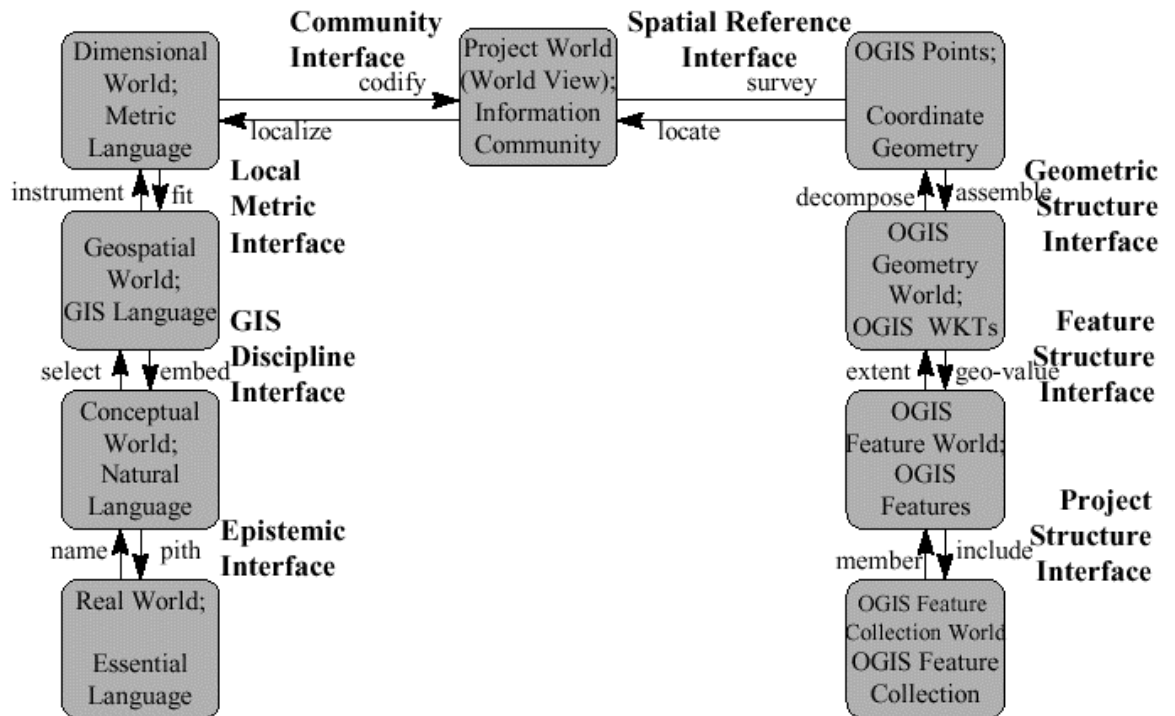 Community
Interface
Spatial Reference
Interface
Dimensional
World;
Metric
Language
codify
localize
Project World
(World View);
Information
Community
survey
locate
OGIS Points;
Coordinate
Geometry
instrument
fit
Local
Metric
Interface
decompose
assemble
Geometric
Structure
Interface
Geospatial
World;
GIS Language
OGIS
Geometry
World;
OGIS WKTs
select
embed
GIS
Discipline
Interface
extent
geo-value
Feature
Structure
Interface
Conceptual
World;
Natural
Language
OGIS
Feature World;
OGIS
Features
name
pith
Epistemic
Interface
member
include
Project
Structure
Interface
Real World;
Essential
Language
OGIS Feature
Collection World
OGIS Feature
Collection